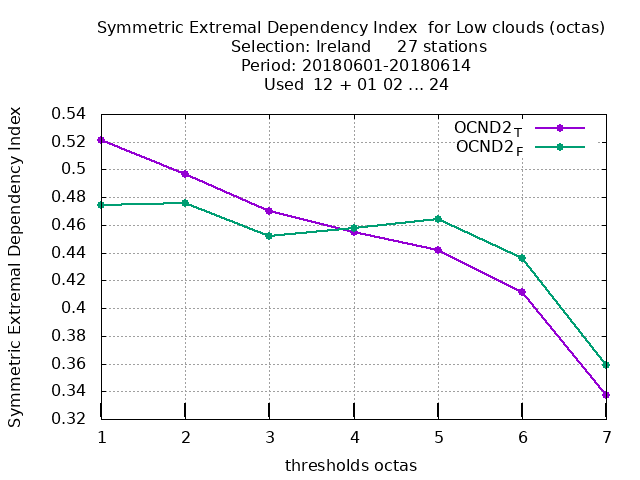 Symmetric Extremal Dependency Index  for Low clouds (octas)
Selection: Ireland     27 stations
Period: 20180601-20180614
Used  12 + 01 02 ... 24
OCND2T
OCND2F
Symmetric Extremal Dependency Index
0.54
0.52
0.5
0.48
0.46
0.44
0.42
0.4
0.38
0.36
0.34
0.32
1 2 3 4 5 6 7
thresholds octas